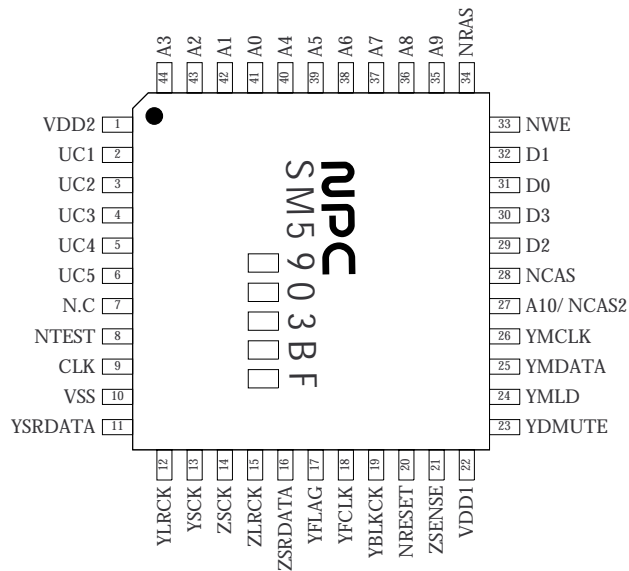 A3 A2 A1 A0 A4 A5 A6 A7 A8 A9 NRAS
44 43 42 41 40 39 38 37 36 35 34
VDD2 1
UC1 2
UC2 3
UC3 4
UC4 5
UC5 6
N.C 7
NTEST 8
CLK 9
VSS 10
YSRDATA 11
NPC
SM5903BF
33 NWE
32 D1
31 D0
30 D3
29 D2
28 NCAS
27 A10/ NCAS2
26 YMCLK
25 YMDATA
24 YMLD
23 YDMUTE
12 13 14 15 16 17 18 19 20 21 22
YLRCK YSCK ZSCK ZLRCK ZSRDATA YFLAG YFCLK YBLKCK NRESET ZSENSE VDD1